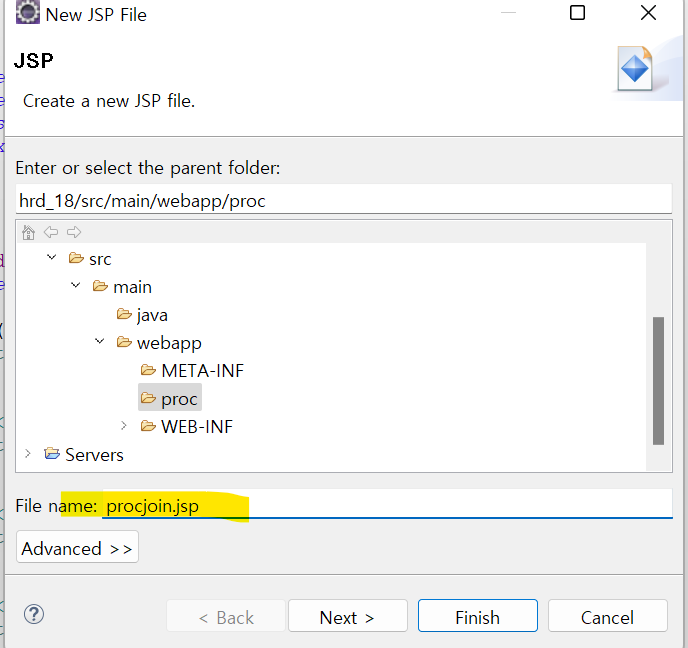 New JSP File
JSP
Create a new JSP file.
Enter or select the parent folder:
hrd_18/src/main/webapp/proc
src
main
java
webapp
META-INF
proc
WEB-INF
Servers
File name: procjoin.jsp
Advanced >>
? < Back Next > Finish Cancel